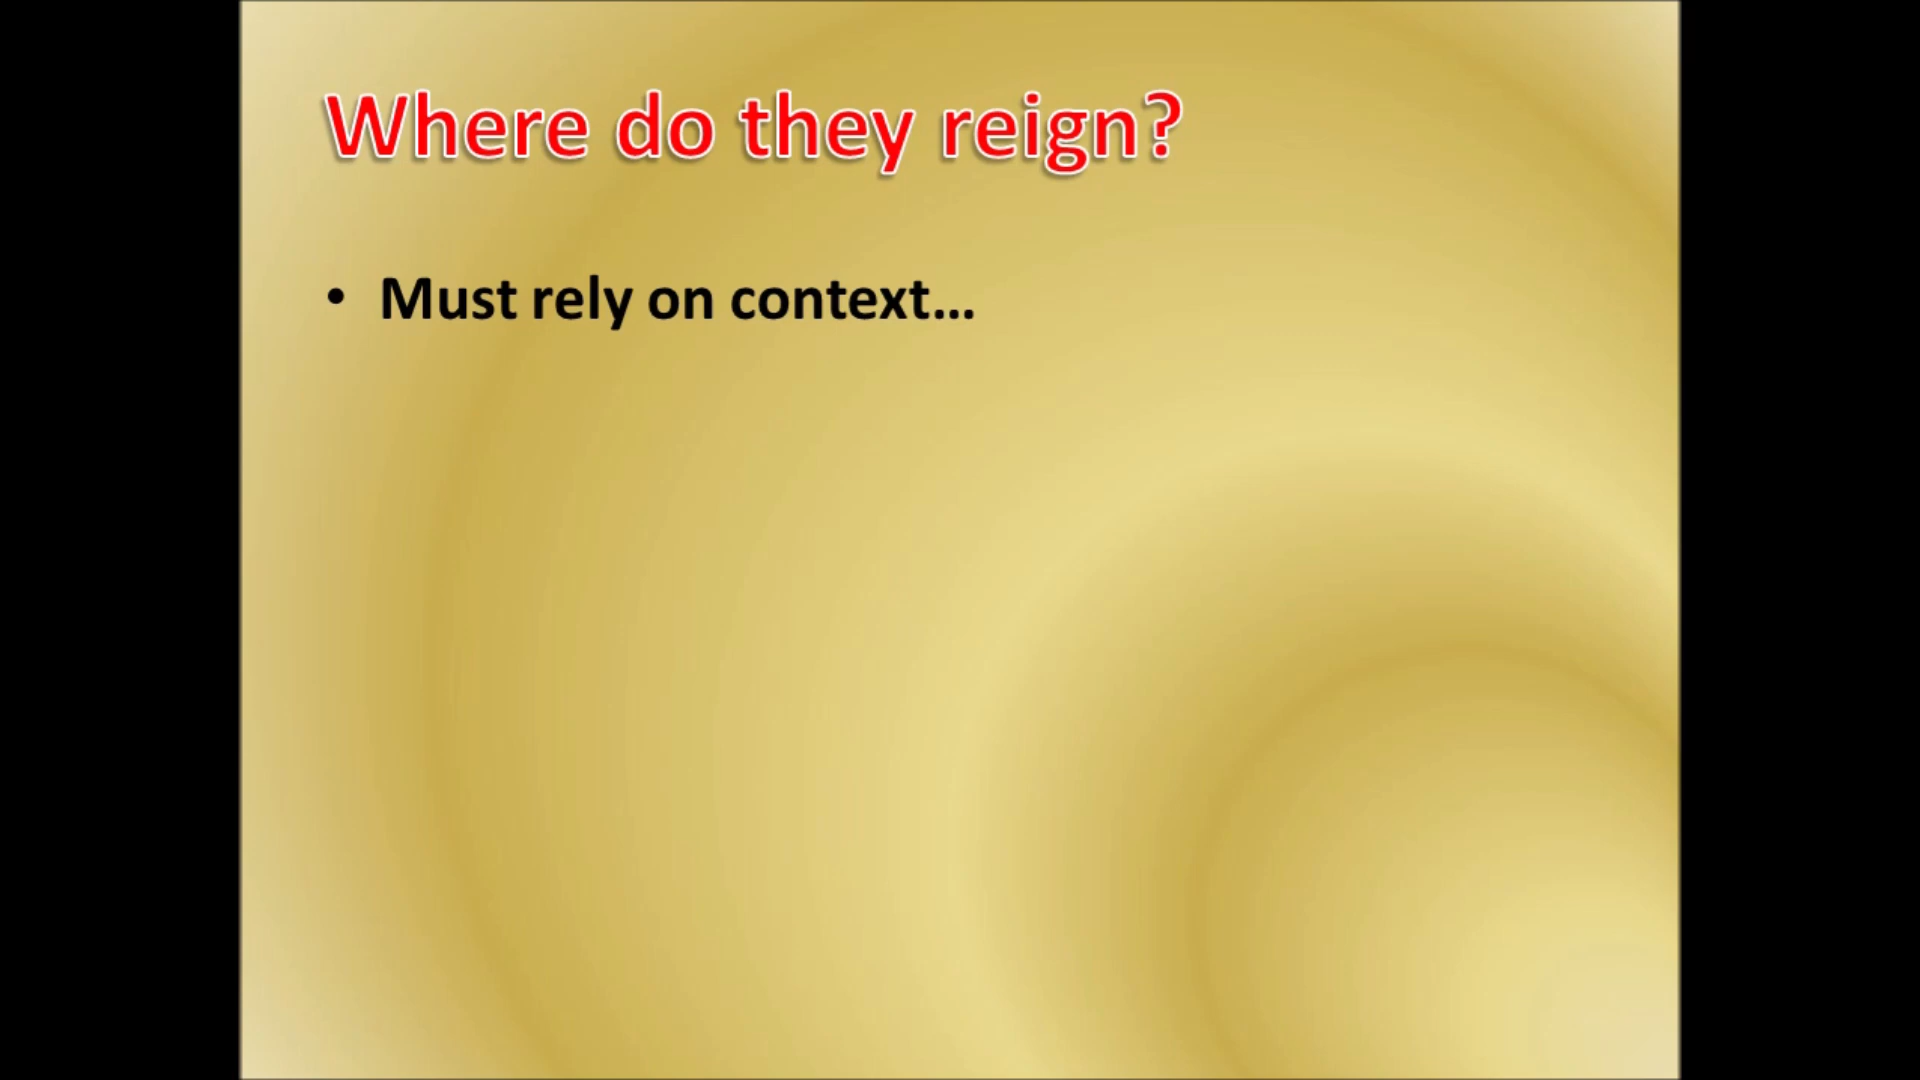 Where do they reign?
• Must rely on context...